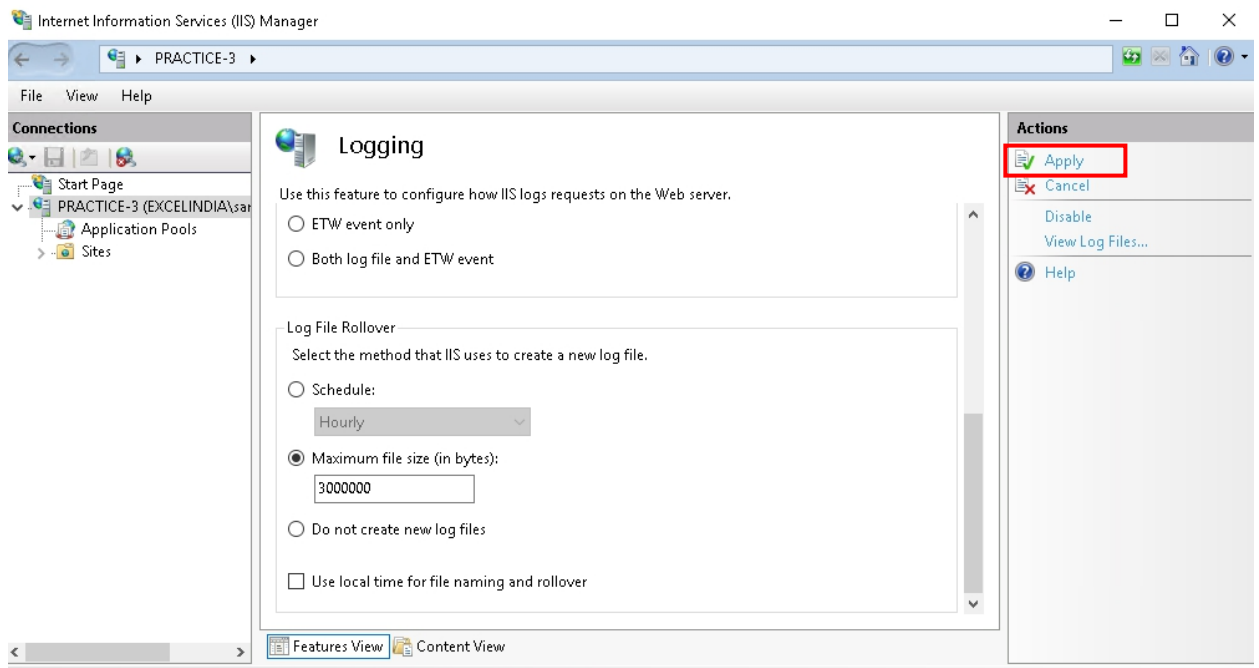 Internet Information Services (IIS) Manager
PRACTICE-3
File View Help
Connections
Start Page
PRACTICE-3 (EXCELINDIA\sar
Application Pools
Sites
Logging
Use this feature to configure how IIS logs requests on the Web server.
ETW event only
Both log file and ETW event
Log File Rollover
Select the method that IIS uses to create a new log file.
Schedule:
Hourly
Maximum file size (in bytes):
3000000
Do not create new log files
Use local time for file naming and rollover
Features View Content View
Actions
Apply
Cancel
Disable
View Log Files...
Help